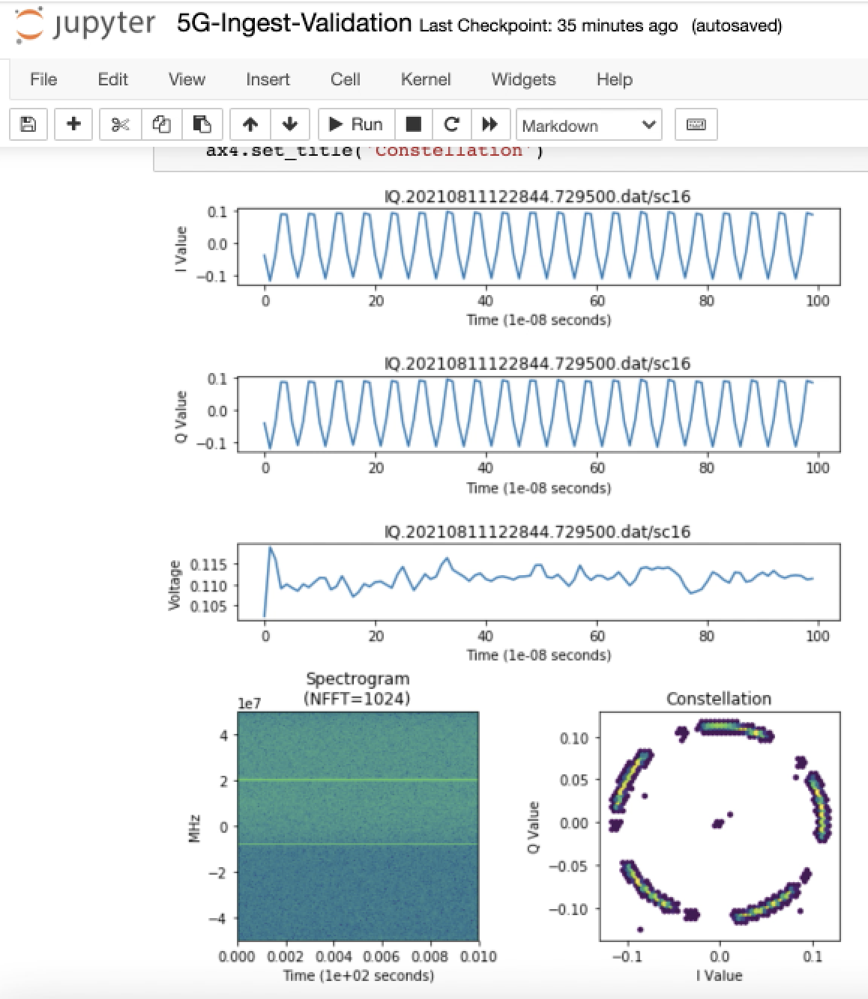 jupyter 5G-Ingest-Validation Last Checkpoint: 35 minutes ago (autosaved)
File Edit View Insert Cell Kernel Widgets Help
Run Markdown
ax4.set_title('Constellation')
IQ.20210811122844.729500.dat/sc16
I Value
0.1
0.0
−0.1
0 20 40 60 80 100
Time (1e-08 seconds)
IQ.20210811122844.729500.dat/sc16
Q Value
0.1
0.0
−0.1
0 20 40 60 80 100
Time (1e-08 seconds)
IQ.20210811122844.729500.dat/sc16
Voltage
0.115
0.110
0.105
0 20 40 60 80 100
Time (1e-08 seconds)
Spectrogram
(NFFT=1024)
1e7
MHz
4
2
0
−2
−4
0.000 0.002 0.004 0.006 0.008 0.010
Time (1e+02 seconds)
Constellation
Q Value
0.10
0.05
0.00
−0.05
−0.10
−0.1 0.0 0.1
I Value